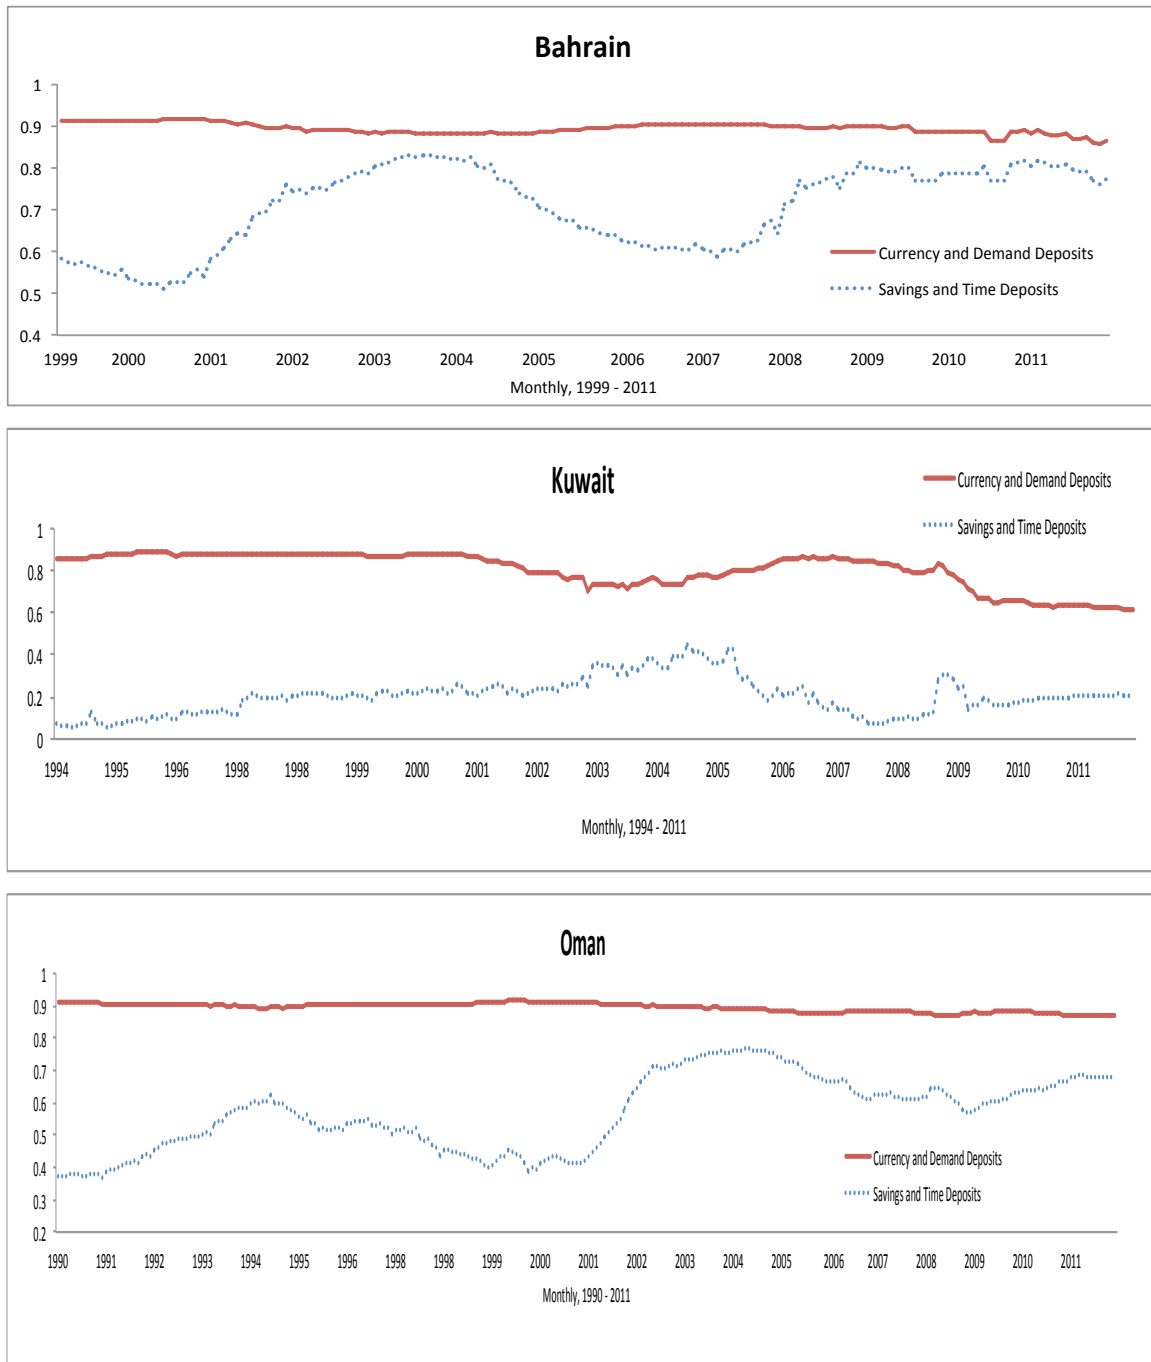 Bahrain
1
0.9
0.8
0.7
0.6
0.5
0.4
Currency and Demand Deposits
Savings and Time Deposits
1999 2000 2001 2002 2003 2004 2005 2006 2007 2008 2009 2010 2011
Monthly, 1999 - 2011
Kuwait
Currency and Demand Deposits
Savings and Time Deposits
1
0.8
0.6
0.4
0.2
0
1994 1995 1996 1998 1998 1999 2000 2001 2002 2003 2004 2005 2006 2007 2008 2009 2010 2011
Monthly, 1994 - 2011
Oman
1
0.9
0.8
0.7
0.6
0.5
0.4
0.3
0.2
Currency and Demand Deposits
Savings and Time Deposits
1990 1991 1992 1993 1994 1995 1996 1998 1998 1999 2000 2001 2002 2003 2004 2005 2006 2007 2008 2009 2010 2011
Monthly, 1990 - 2011